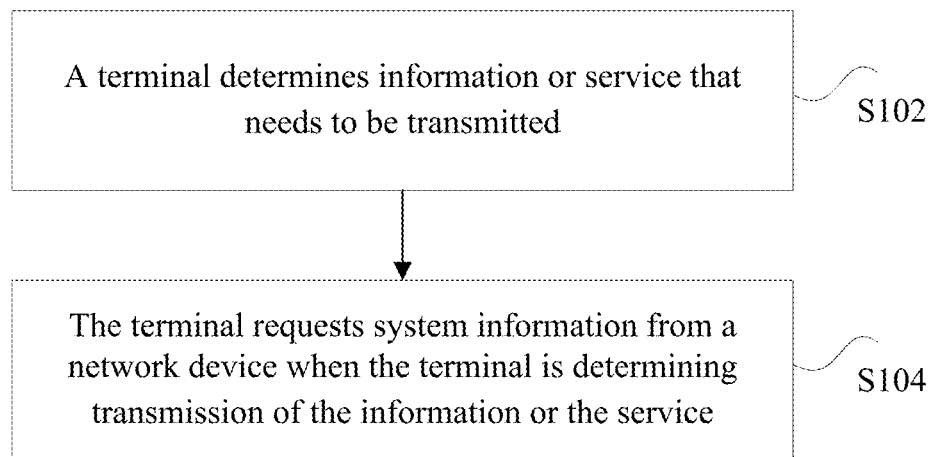 A terminal determines information or service that
needs to be transmitted
S102
The terminal requests system information from a
network device when the terminal is determining
transmission of the information or the service
S104